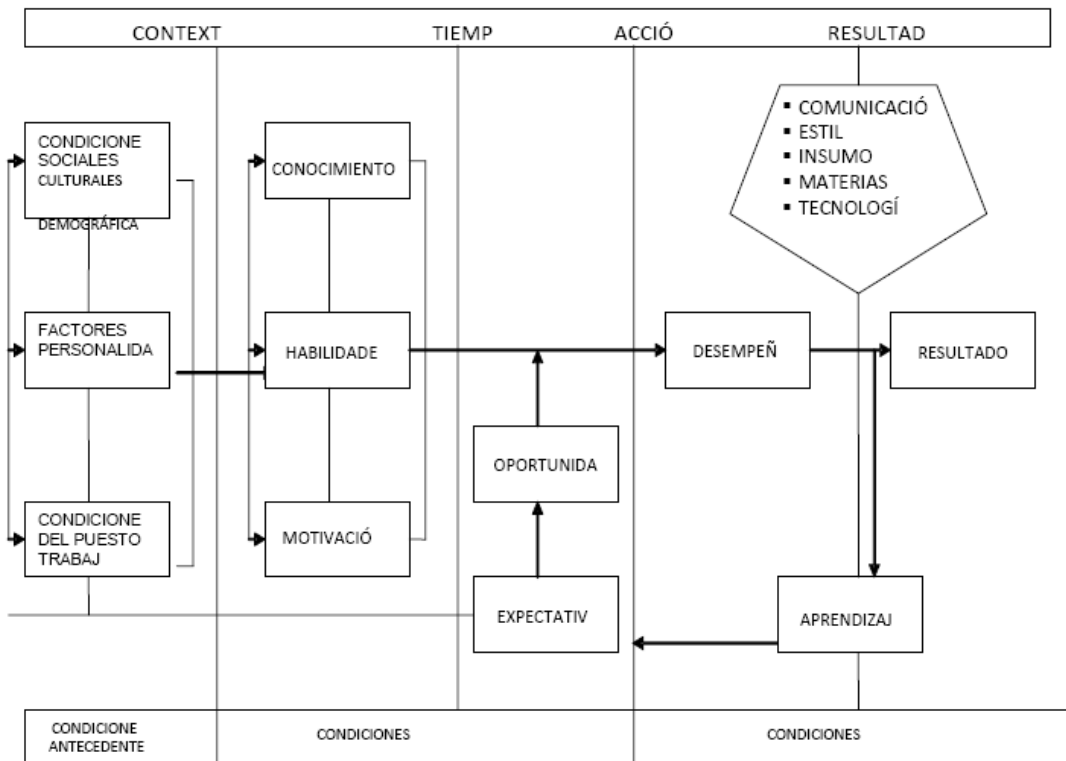 CONTEXT TIEMP ACCIÓ RESULTAD
▪ COMUNICACIÓ
▪ ESTIL
▪ INSUMO
▪ MATERIAS
▪ TECNOLOGÍ
CONDICIONE
SOCIALES
CULTURALES
DEMOGRÁFICA
CONOCIMIENTO
FACTORES
PERSONALIDA
HABILIDADE
DESEMPEÑ
RESULTADO
OPORTUNIDA
CONDICIONE
DEL PUESTO
TRABAJ
MOTIVACIÓ
EXPECTATIV
APRENDIZAJ
CONDICIONE
ANTECEDENTE
CONDICIONES
CONDICIONES